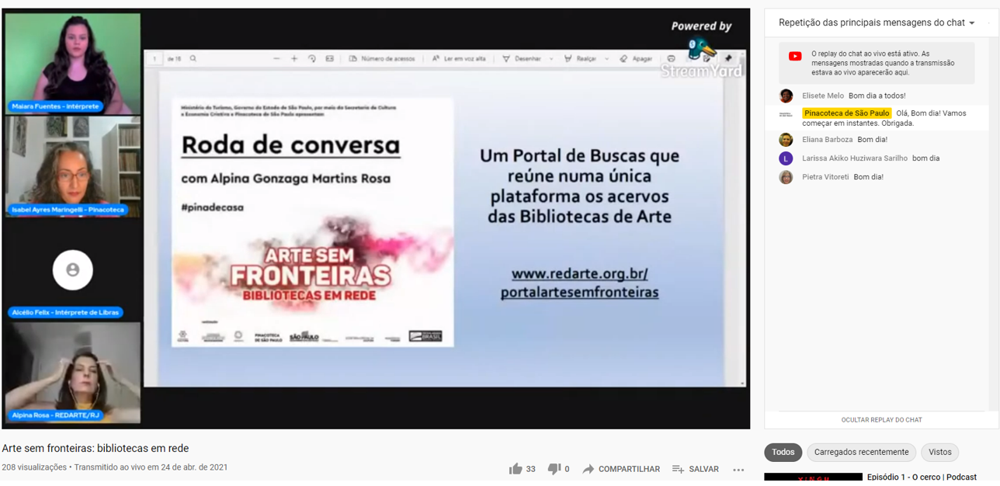 Powered by
StreamYard
Maiara Fuentes - intérprete
Isabel Ayres Maringelli - Pinacoteca
Alcélio Felix - Intérprete de Libras
Alpina Rosa - REDARTE/RJ
1 de 16
Número de acessos
Ler em voz alta
Desenhar
Realçar
Apagar
Ministério do Turismo, Governo do Estado de São Paulo, por meio da Secretaria de Cultura
e Economia Criativa e Pinacoteca de São Paulo apresentam
Roda de conversa
com Alpina Gonzaga Martins Rosa
#pinadecasa
ARTE SEM
FRONTEIRAS
BIBLIOTECAS EM REDE
PINACOTECA
DE SÃO PAULO
SÃO PAULO
BRASIL
Um Portal de Buscas que
reúne numa única
plataforma os acervos
das Bibliotecas de Arte
www.redarte.org.br/
portalartesemfronteiras
Arte sem fronteiras: bibliotecas em rede
208 visualizações • Transmitido ao vivo em 24 de abr. de 2021
33
0
COMPARTILHAR
SALVAR
Repetição das principais mensagens do chat
O replay do chat ao vivo está ativo. As
mensagens mostradas quando a transmissão
estava ao vivo aparecerão aqui.
Elisete Melo Bom dia a todos!
Pinacoteca de São Paulo Olá, Bom dia! Vamos
começar em instantes. Obrigada.
Eliana Barboza Bom dia!
L
Larissa Akiko Huziwara Sarilho bom dia
Pietra Vitoreti Bom dia!
OCULTAR REPLAY DO CHAT
Todos
Carregados recentemente
Vistos
XINGU
Episódio 1 - O cerco | Podcast